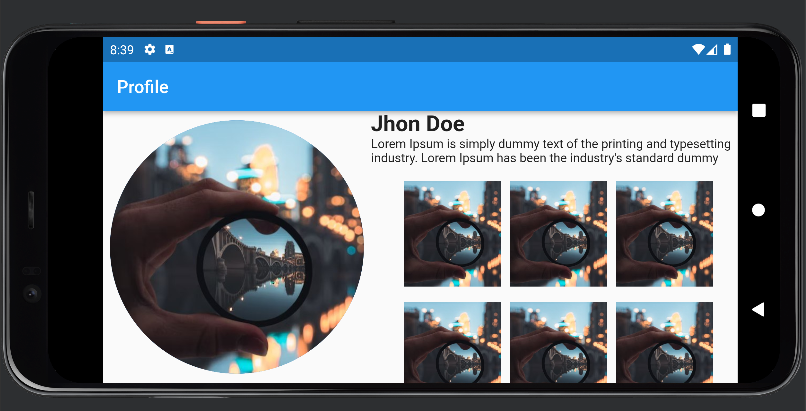 8:39
Profile
Jhon Doe
Lorem Ipsum is simply dummy text of the printing and typesetting
industry. Lorem Ipsum has been the industry's standard dummy